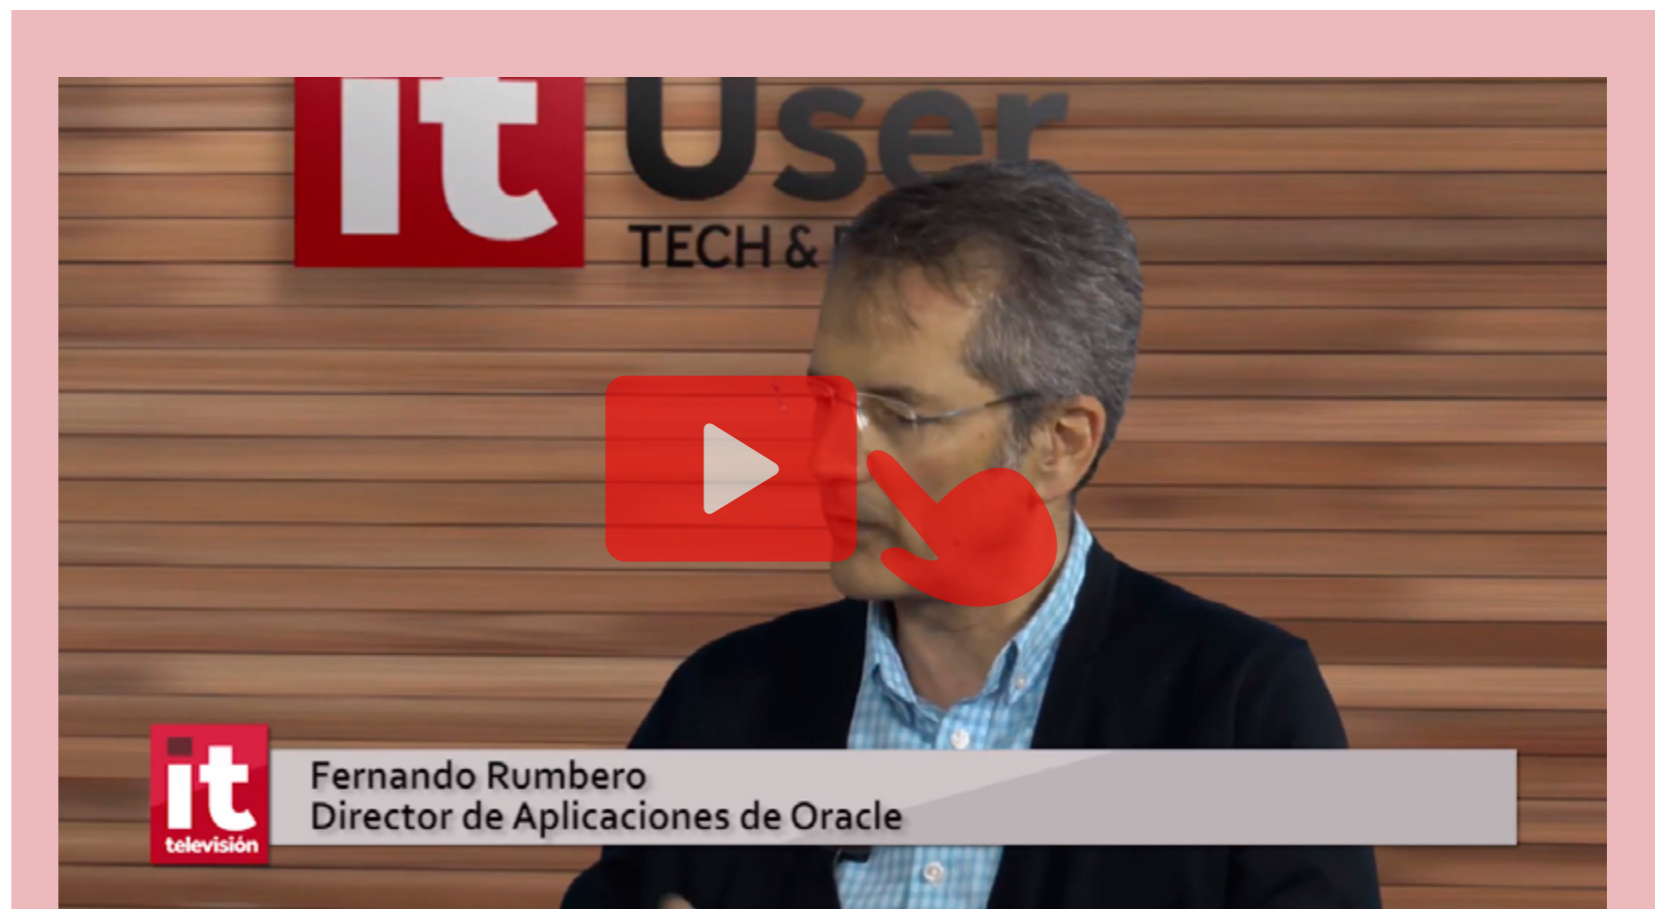 it User
TECH &
Fernando Rumbero
Director de Aplicaciones de Oracle
it
televisión